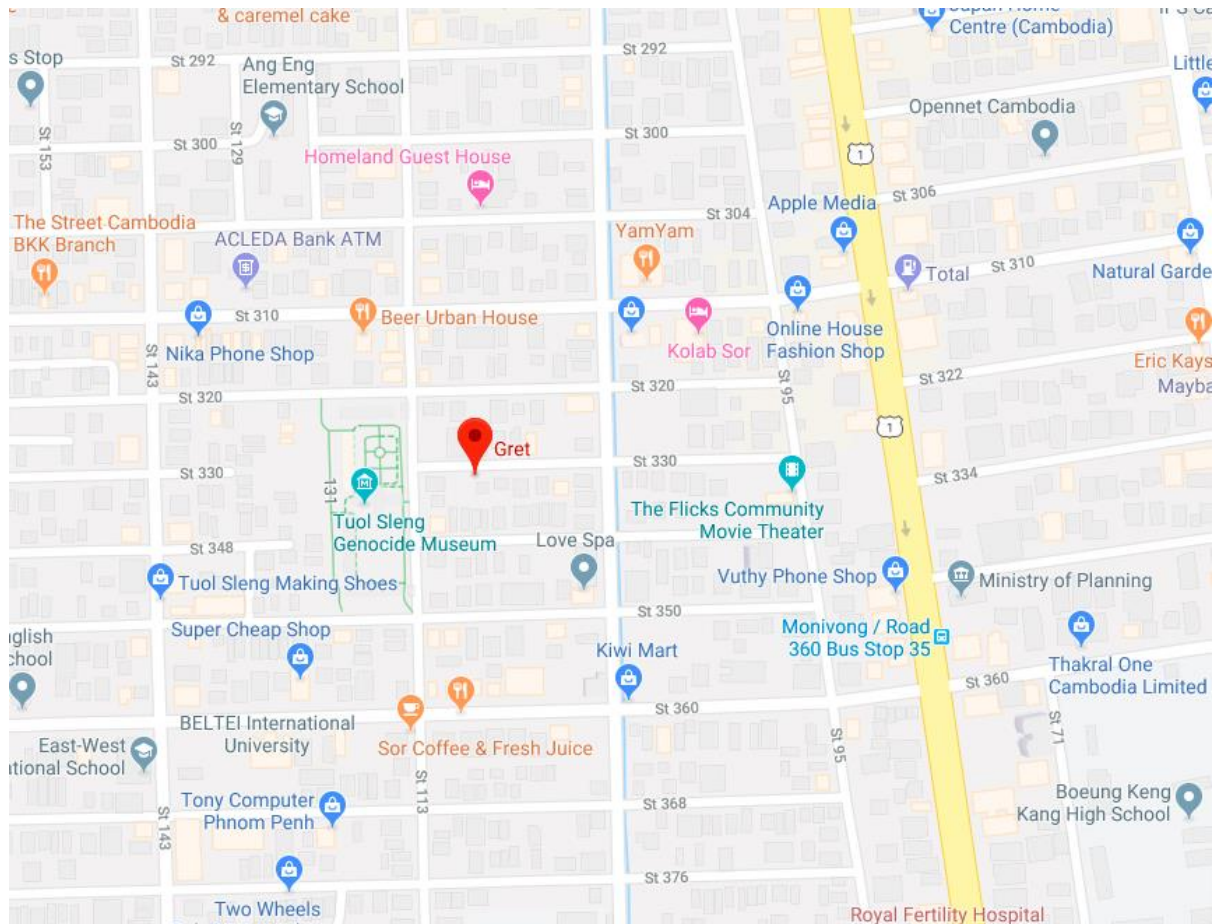 & caremel cake
Centre (Cambodia)
St 292
St 292
s Stop
Ang Eng
Elementary School
Little
Opennet Cambodia
St 153
St 129
St 300
St 300
1
Homeland Guest House
St 306
The Street Cambodia
BKK Branch
ACLEDA Bank ATM
St 304
YamYam
Apple Media
Total
St 310
Natural Garde
St 310
Beer Urban House
Nika Phone Shop
Kolab Sor
Online House
Fashion Shop
St 143
Eric Kays
Mayba
St 322
St 320
St 320
St 95
1
Gret
St 330
St 330
St 334
131
Tuol Sleng
Genocide Museum
The Flicks Community
Movie Theater
St 348
Love Spa
Tuol Sleng Making Shoes
Vuthy Phone Shop
Ministry of Planning
St 350
Super Cheap Shop
nglish
chool
Monivong / Road
360 Bus Stop 35
Kiwi Mart
Thakral One
Cambodia Limited
St 360
St 360
BELTEI International
University
Sor Coffee & Fresh Juice
East-West
ational School
St 95
St 71
St 113
St 143
Tony Computer
Phnom Penh
St 368
Boeung Keng
Kang High School
St 376
Two Wheels
Royal Fertility Hospital